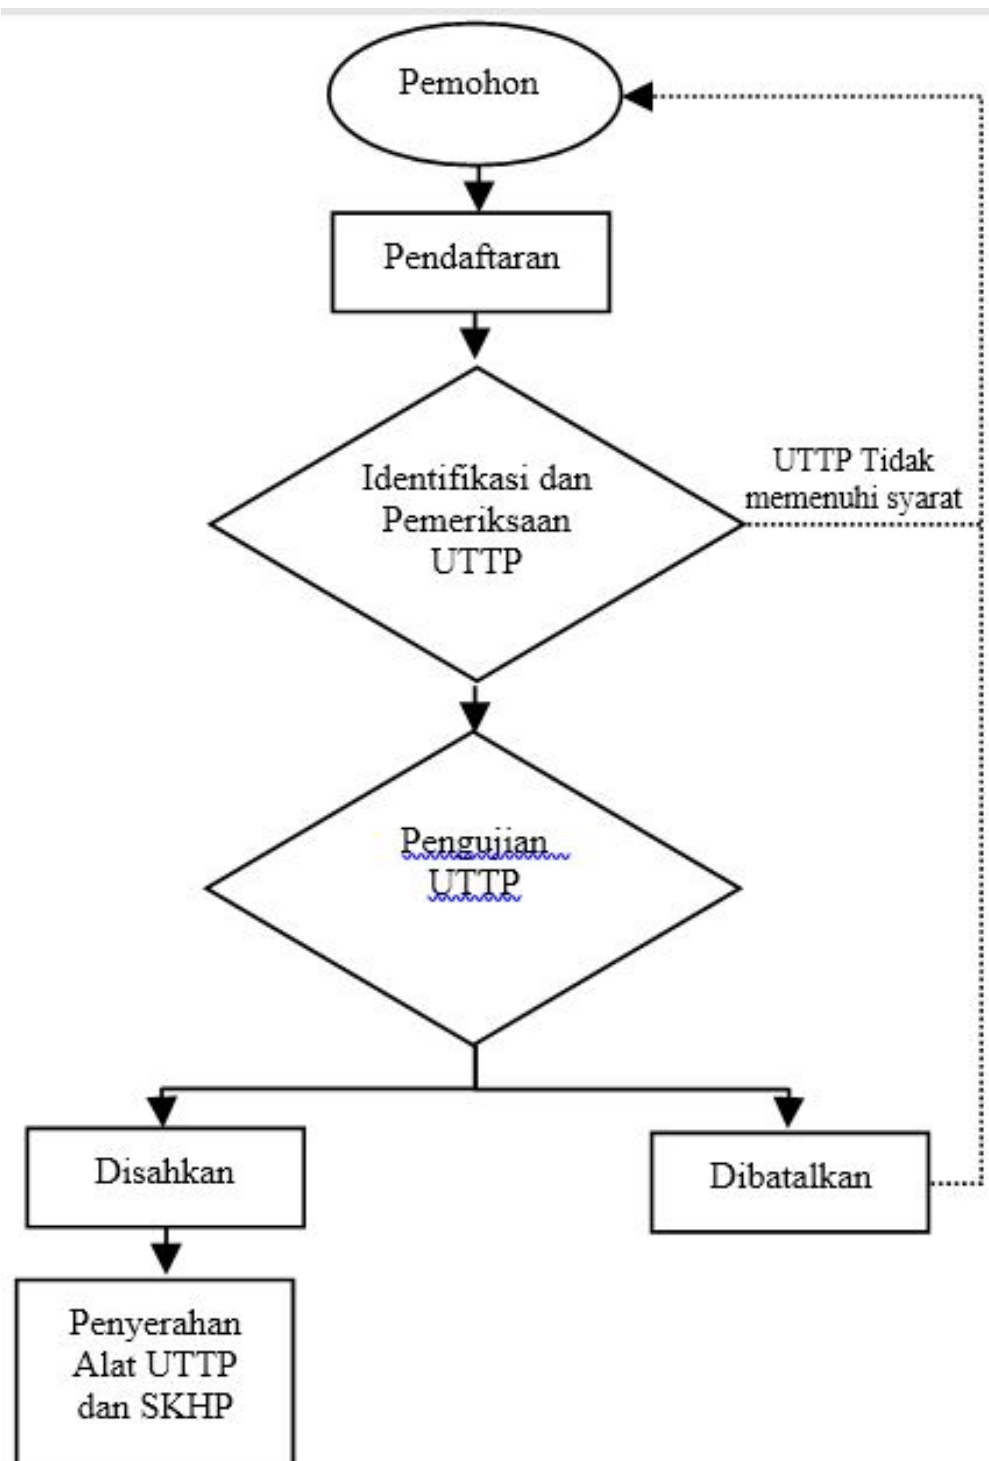 Pemohon
Pendaftaran
Identifikasi dan
Pemeriksaan
UTTP
UTTP Tidak
memenuhi syarat
Pengujian
UTTP
Disahkan
Dibatalkan
Penyerahan
Alat UTTP
dan SKHP